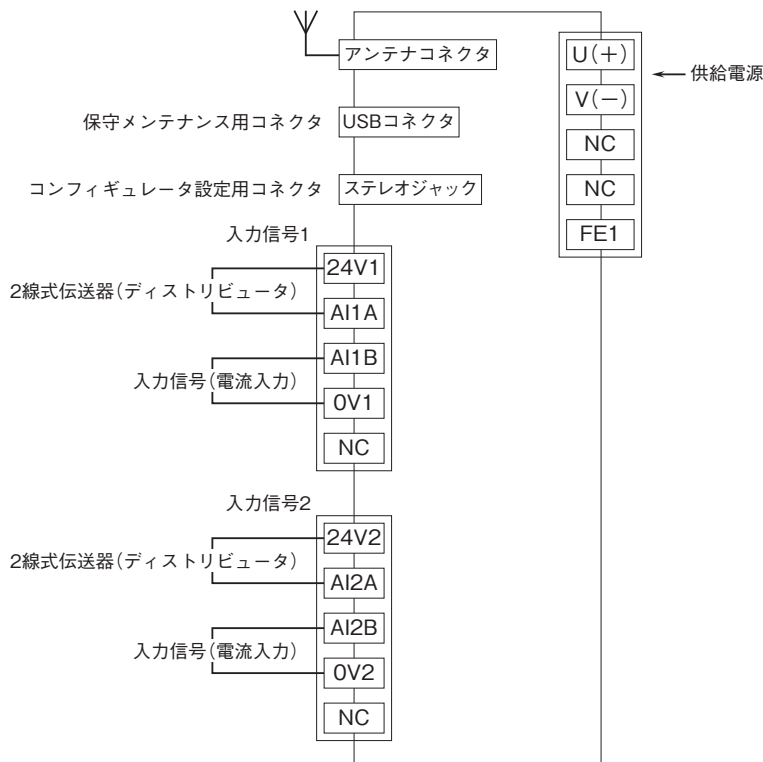 アンテナコネクタ
保守メンテナンス用コネクタ
USBコネクタ
コンフィギュレータ設定用コネクタ
ステレオジャック
入力信号1
24V1
2線式伝送器(ディストリビュータ)
AI1A
AI1B
入力信号(電流入力)
0V1
NC
入力信号2
24V2
2線式伝送器(ディストリビュータ)
AI2A
AI2B
入力信号(電流入力)
0V2
NC
U(+)
供給電源
V(−)
NC
NC
FE1